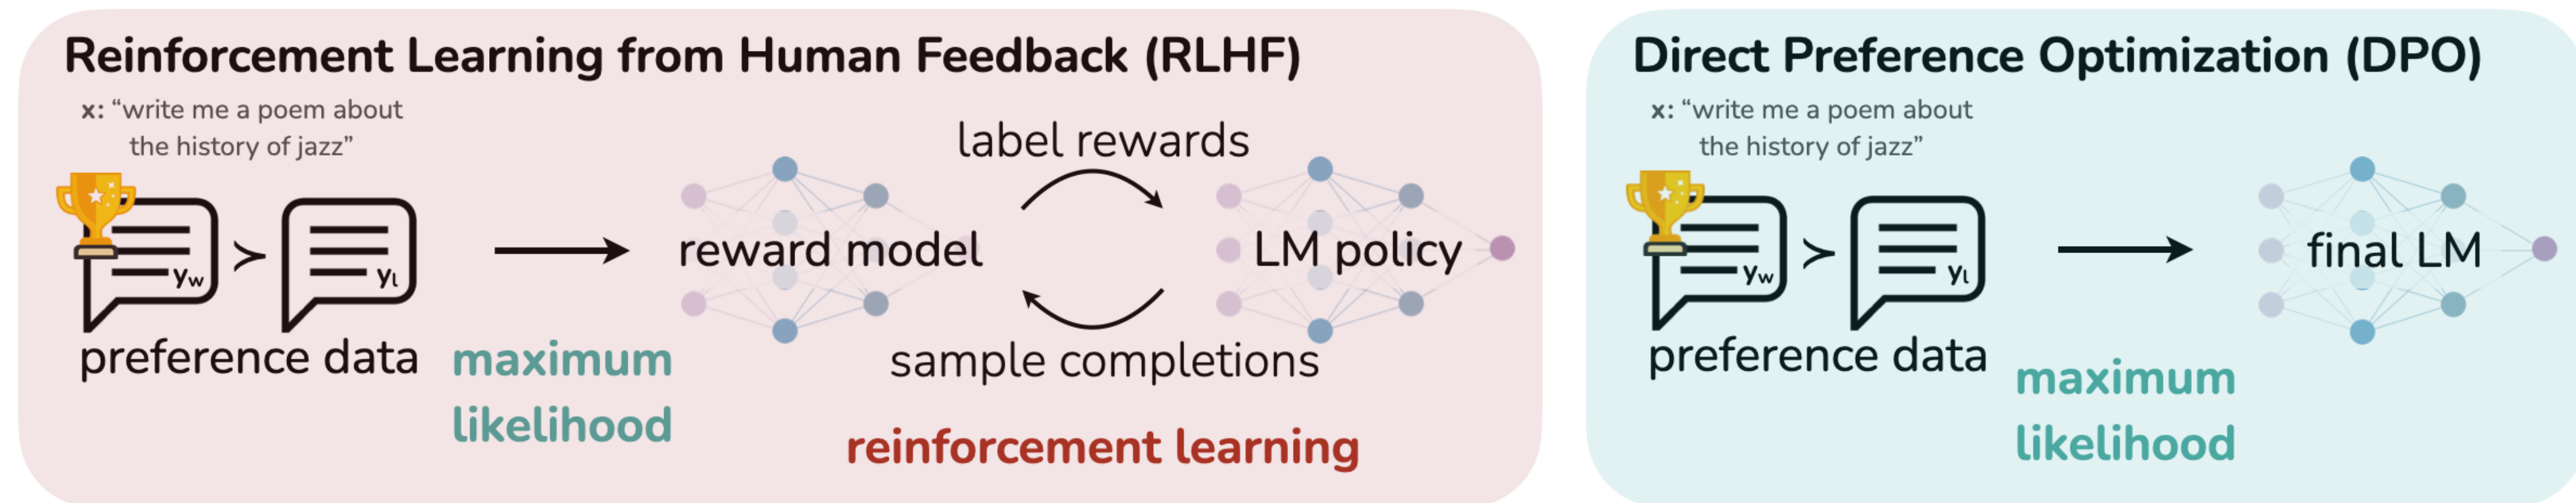 Reinforcement Learning from Human Feedback (RLHF)
x: “write me a poem about
the history of jazz”
label rewards
yw
yl
reward model
LM policy
preference data
sample completions
maximum
likelihood
reinforcement learning
Direct Preference Optimization (DPO)
x: “write me a poem about
the history of jazz”
yw
yl
final LM
preference data
maximum
likelihood